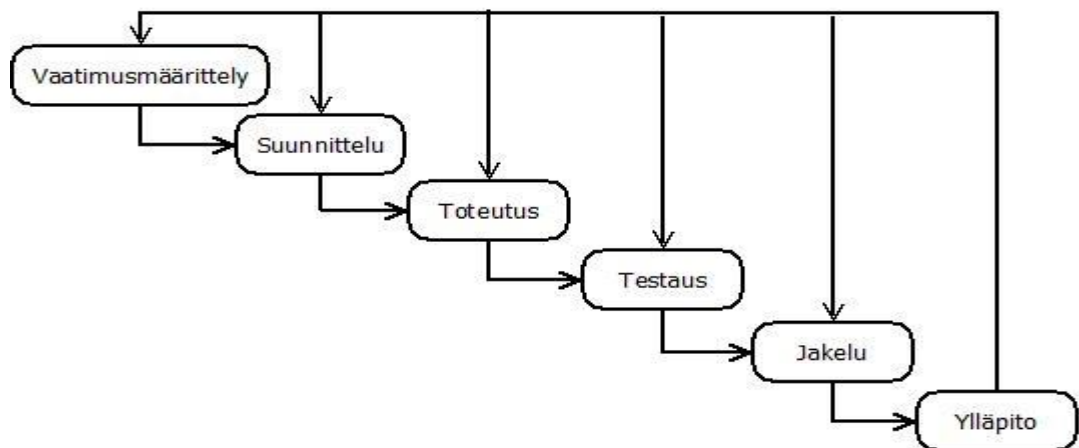 Vaatimusmäärittely
Suunnittelu
Toteutus
Testaus
Jakelu
Ylläpito